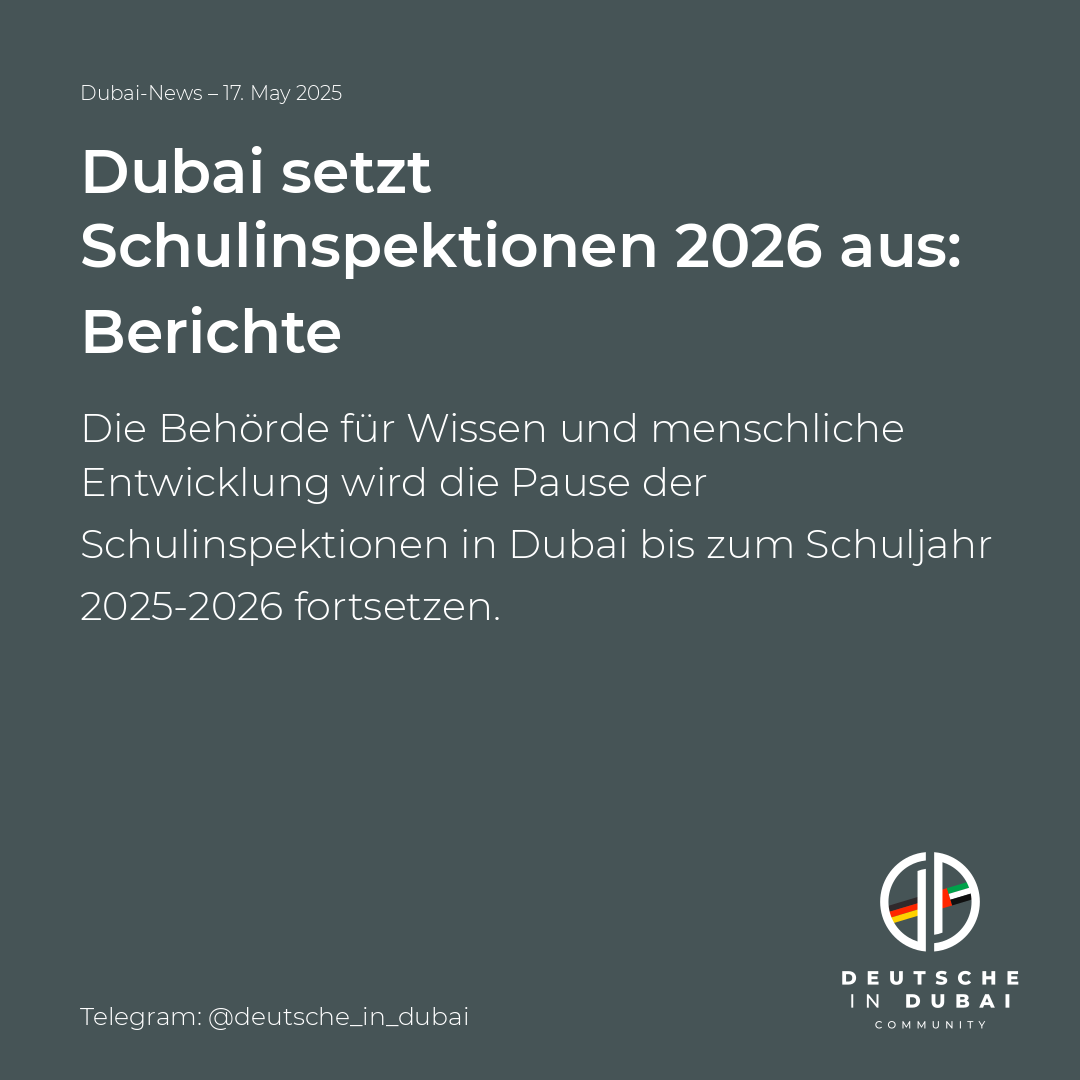 Dubai-News – 17. May 2025
Dubai setzt
Schulinspektionen 2026 aus:
Berichte
Die Behörde für Wissen und menschliche
Entwicklung wird die Pause der
Schulinspektionen in Dubai bis zum Schuljahr
2025-2026 fortsetzen.
DEUTSCHE
IN DUBAI
COMMUNITY
Telegram: @deutsche_in_dubai